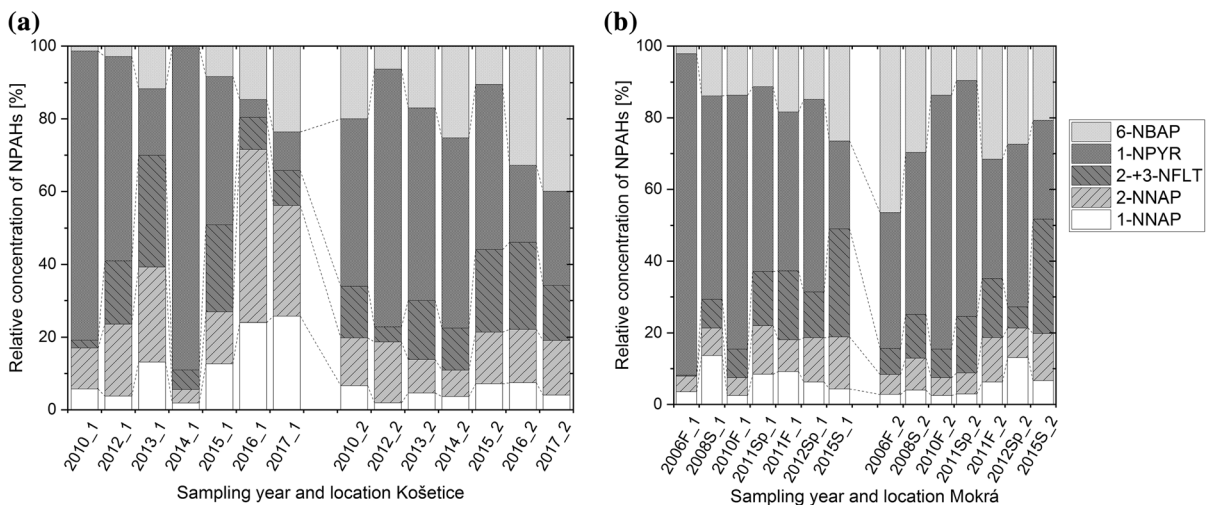 (a)
Relative concentration of NPAHs [%]
100
80
60
40
20
0
2010_1
2012_1
2013_1
2014_1
2015_1
2016_1
2017_1
2010_2
2012_2
2013_2
2014_2
2015_2
2016_2
2017_2
Sampling year and location Košetice
(b)
Relative concentration of NPAHs [%]
100
80
60
40
20
0
2006F_1
2008S_1
2010F_1
2011Sp_1
2011F_1
2012Sp_1
2015S_1
2006F_2
2008S_2
2010F_2
2011Sp_2
2011F_2
2012Sp_2
2015S_2
Sampling year and location Mokrá
6-NBAP
1-NPYR
2-+3-NFLT
2-NNAP
1-NNAP